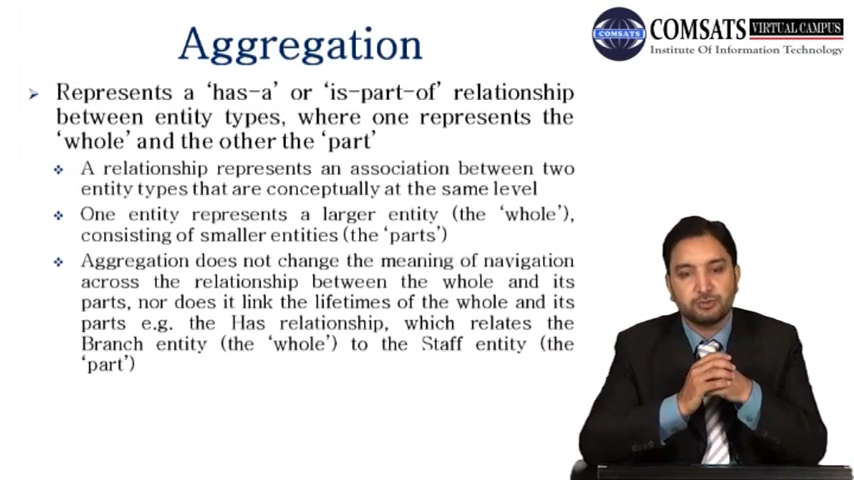 Aggregation
COMSATS
COMSATS VIRTUAL CAMPUS
Institute Of Information Technology
Represents a ‘has-a’ or ‘is-part-of’ relationship
between entity types, where one represents the
‘whole’ and the other the ‘part’
A relationship represents an association between two
entity types that are conceptually at the same level
One entity represents a larger entity (the ‘whole’),
consisting of smaller entities (the ‘parts’)
Aggregation does not change the meaning of navigation
across the relationship between the whole and its
parts, nor does it link the lifetimes of the whole and its
parts e.g. the Has relationship, which relates the
Branch entity (the ‘whole’) to the Staff entity (the
‘part’)